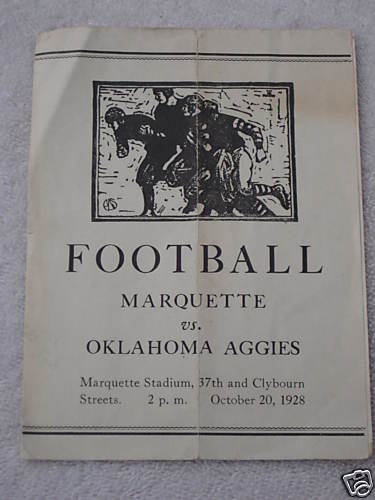 FOOTBALL
MARQUETTE
vs.
OKLAHOMA AGGIES
Marquette Stadium, 37th and Clybourn
Streets. 2 p. m. October 20, 1928